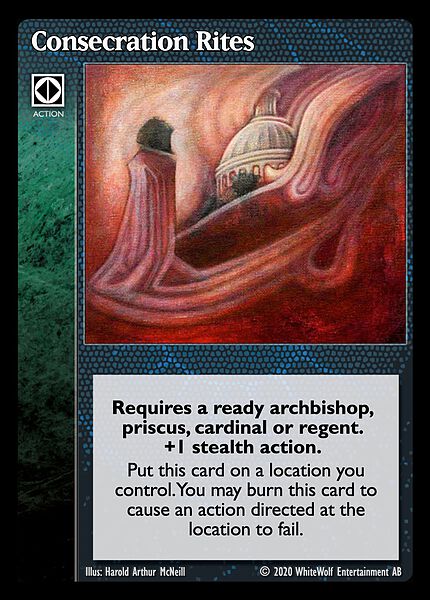 Consecration Rites
ACTION
Requires a ready archbishop,
priscus, cardinal or regent.
+1 stealth action.
Put this card on a location you
control.You may burn this card to
cause an action directed at the
location to fail.
Illus: Harold Arthur McNeill © 2020 WhiteWolf Entertainment AB